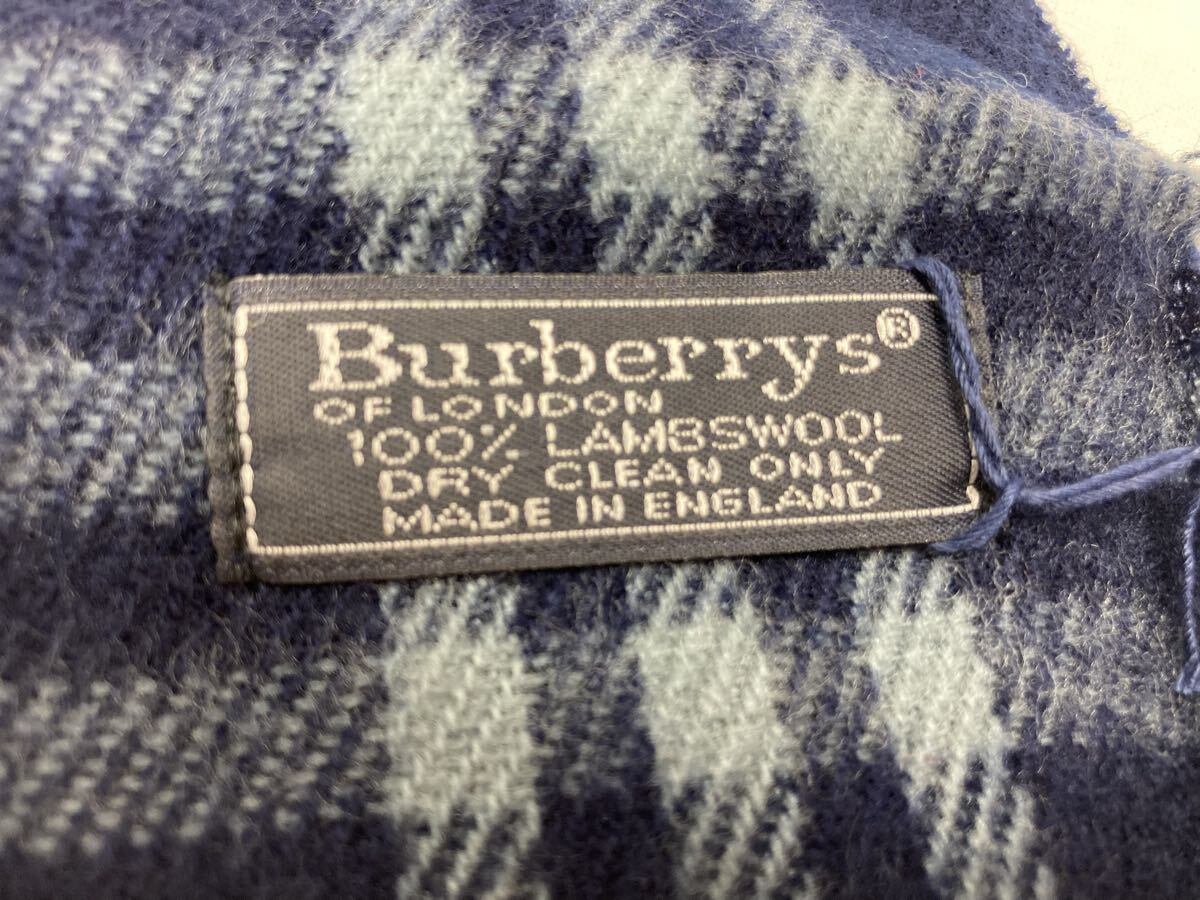 Burberrys®
OF LONDON
100% LAMBSWOOL
DRY CLEAN ONLY
MADE IN ENGLAND